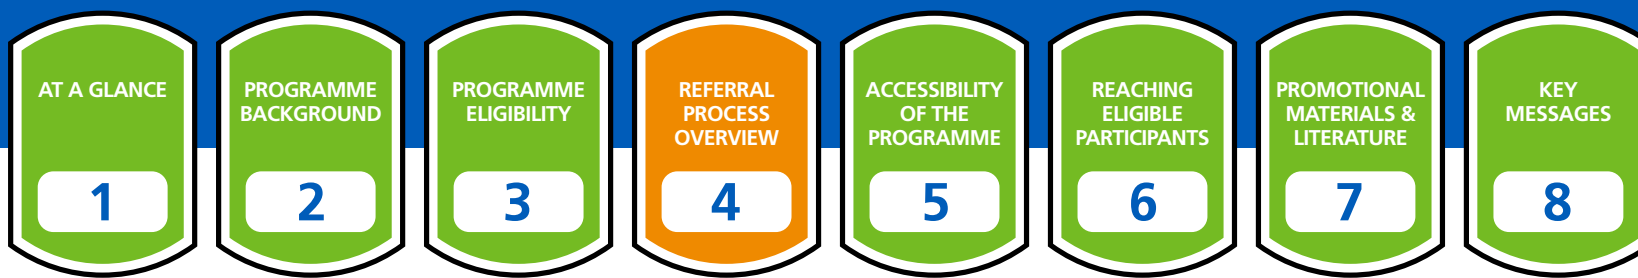 AT A GLANCE
1
PROGRAMME
BACKGROUND
2
PROGRAMME
ELIGIBILITY
3
REFERRAL
PROCESS
OVERVIEW
4
ACCESSIBILITY
OF THE
PROGRAMME
5
REACHING
ELIGIBLE
PARTICIPANTS
6
PROMOTIONAL
MATERIALS &
LITERATURE
7
KEY
MESSAGES
8